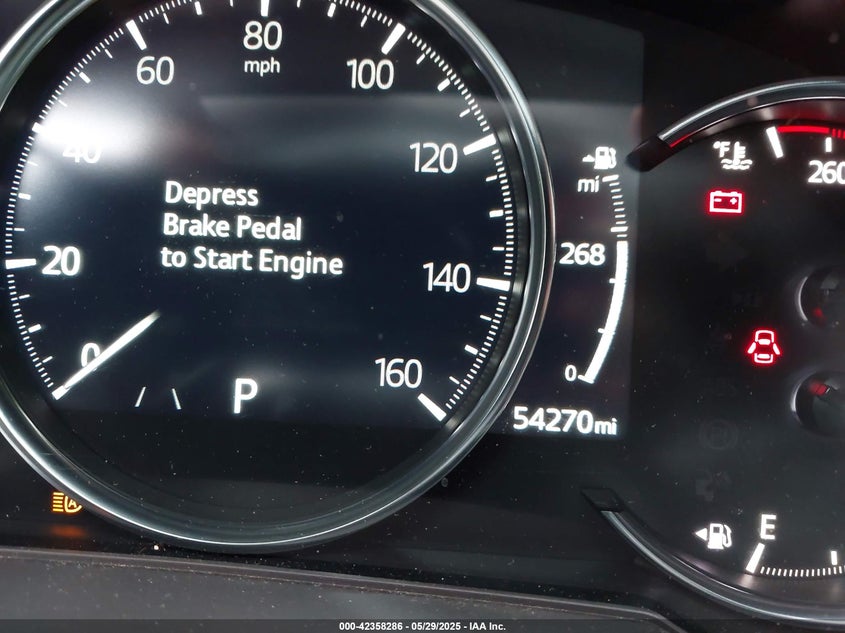 80
mph
60
100
40
120
mi
°F
260
Depress
Brake Pedal
to Start Engine
20
268
140
0
160
0
P
54270mi
E
000-42358286 - 05/29/2025 - IAA Inc.